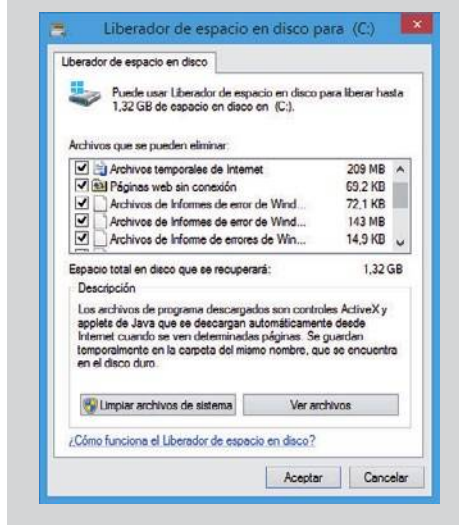 Liberador de espacio en disco para (C:)
Liberador de espacio en disco
Puede usar Liberador de espacio en disco para liberar hasta
1,32 GB de espacio en disco en (C:).
Archivos que se pueden eliminar:
Archivos temporales de Internet 209 MB
Páginas web sin conexión 69,2 KB
Archivos de Informes de error de Wind... 72,1 KB
Archivos de Informes de error de Wind... 143 MB
Archivos de Informe de errores de Win... 14,9 KB
Espacio total en disco que se recuperará: 1,32 GB
Descripción
Los archivos de programa descargados son controles ActiveX y
applets de Java que se descargan automáticamente desde
Internet cuando se ven determinadas páginas. Se guardan
temporalmente en la carpeta del mismo nombre, que se encuentra
en el disco duro.
Limpiar archivos de sistema Ver archivos
¿Cómo funciona el Liberador de espacio en disco?
Aceptar Cancelar